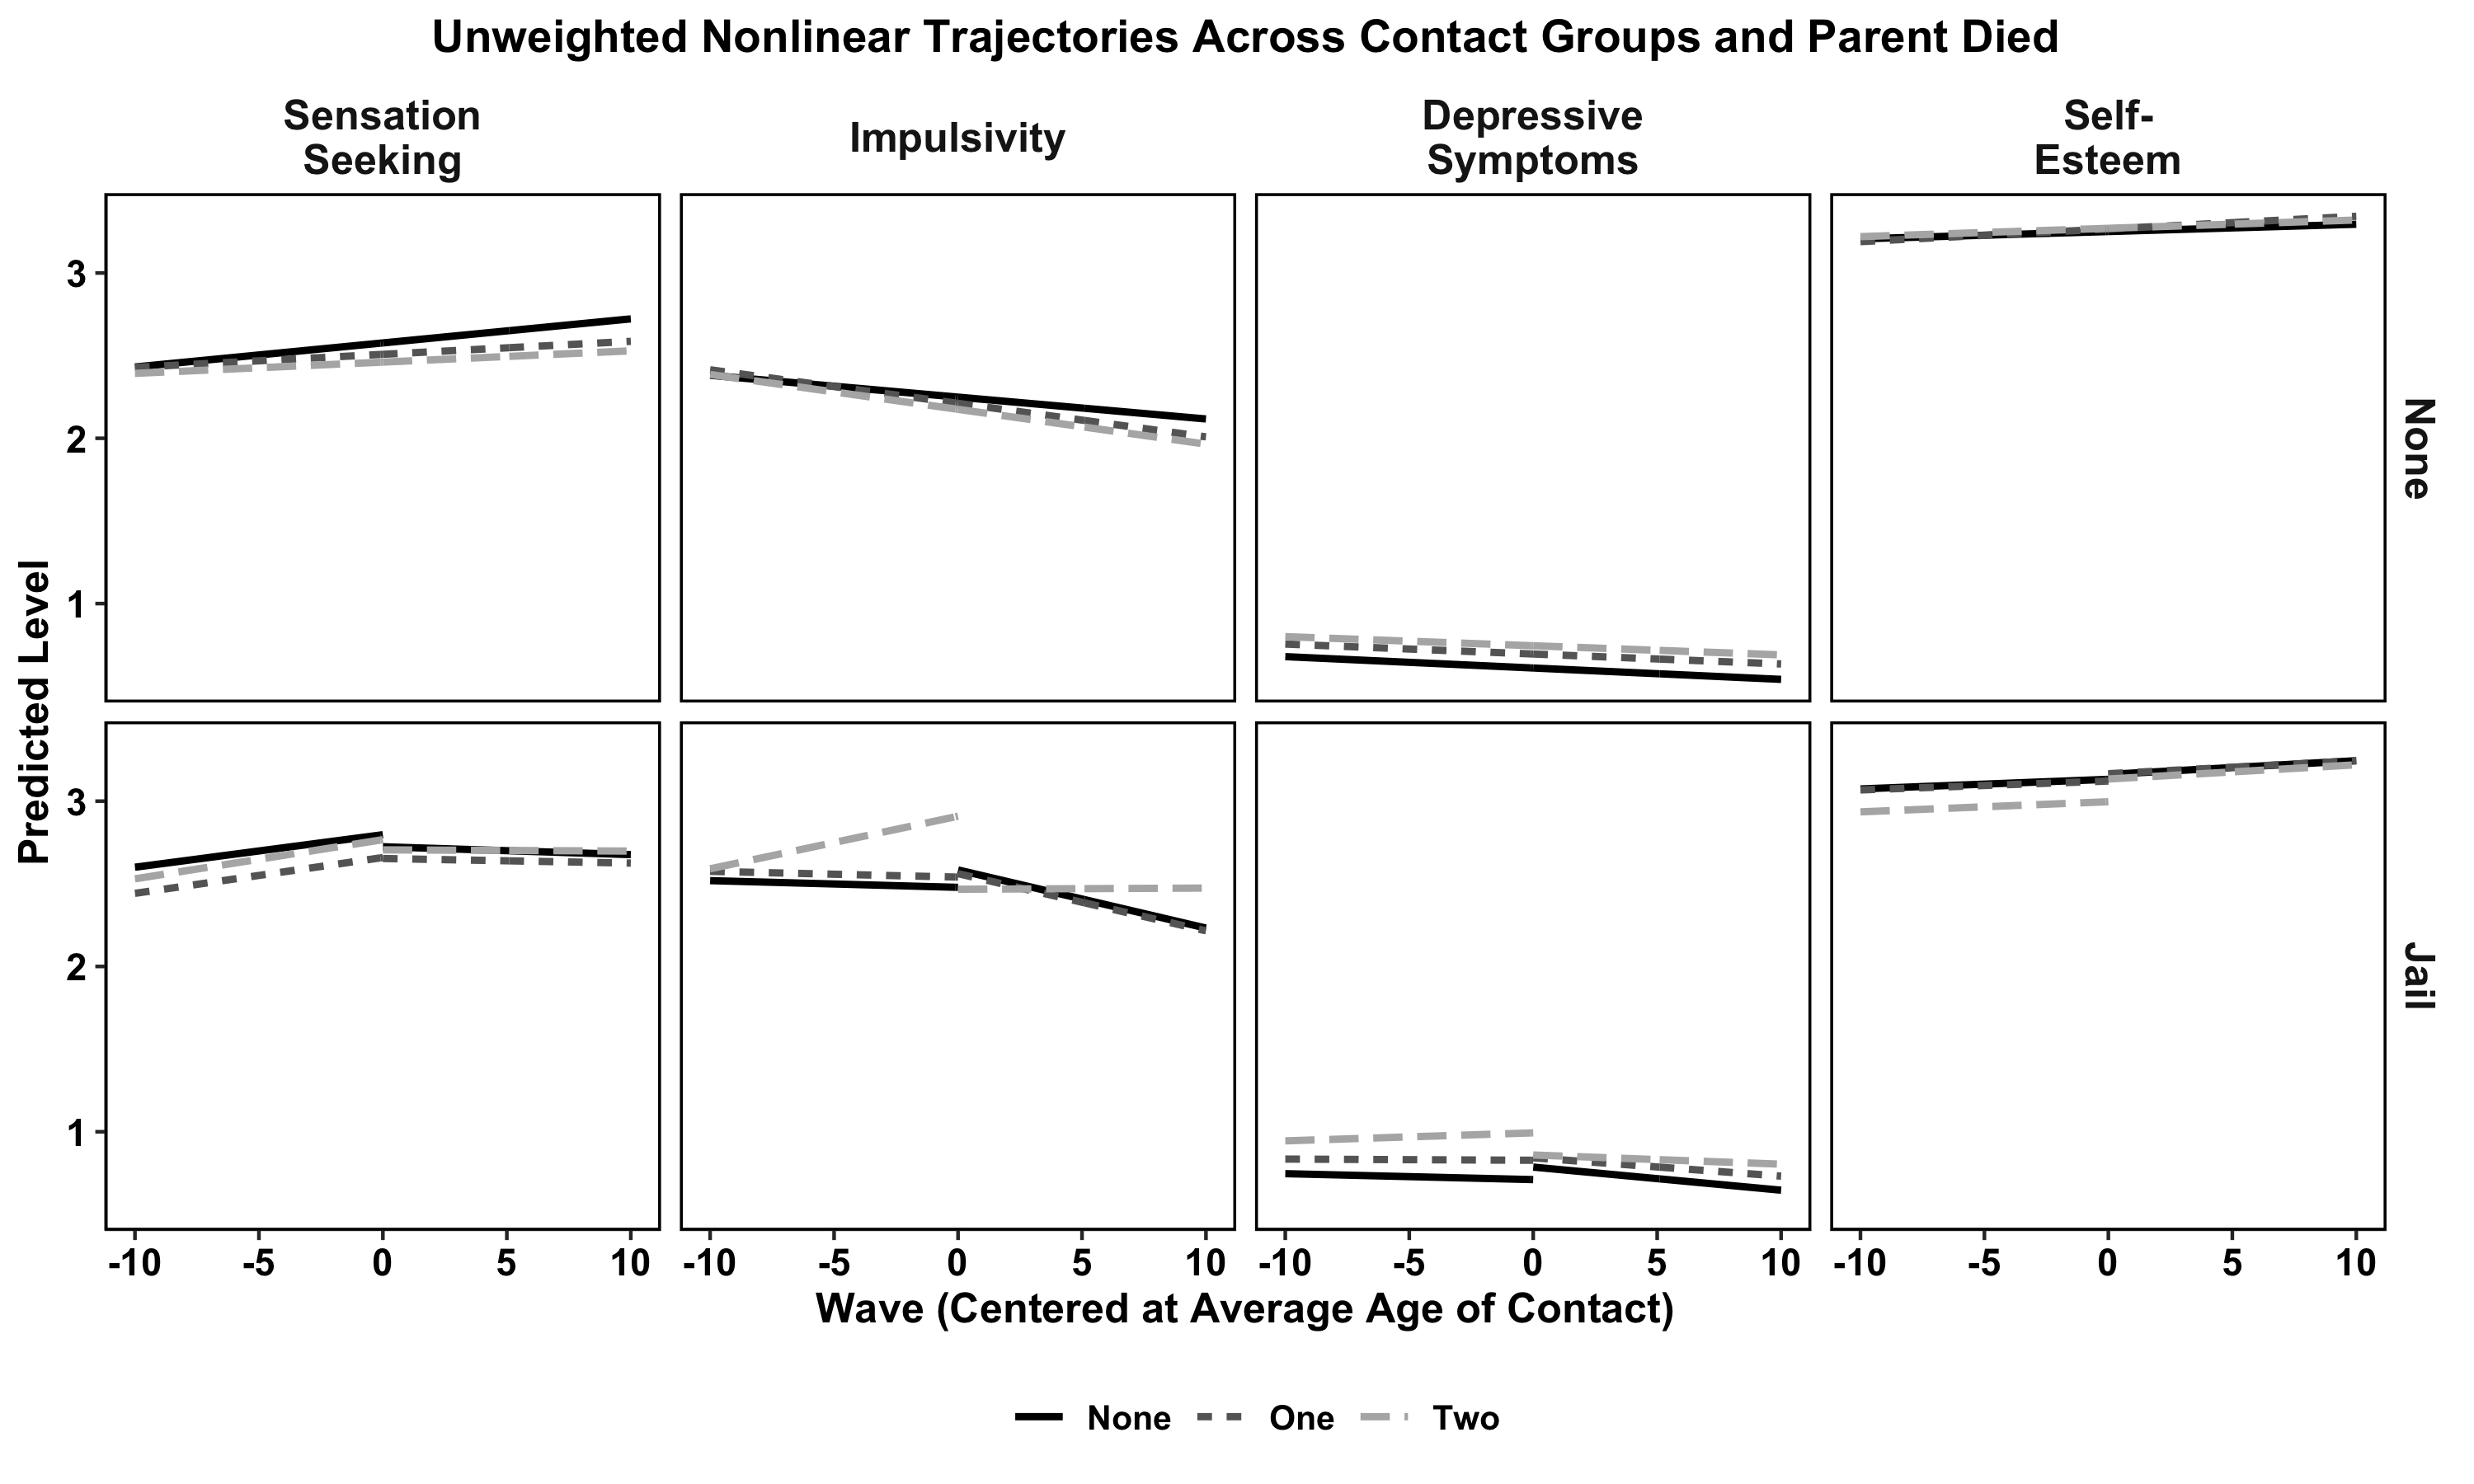 Unweighted Nonlinear Trajectories Across Contact Groups and Parent Died
Sensation
Seeking
Impulsivity
Depressive
Symptoms
Self-
Esteem
3
2
1
None
Predicted Level
3
2
1
Jail
-10 -5 0 5 10 -10 -5 0 5 10 -10 -5 0 5 10 -10 -5 0 5 10
Wave (Centered at Average Age of Contact)
None One Two